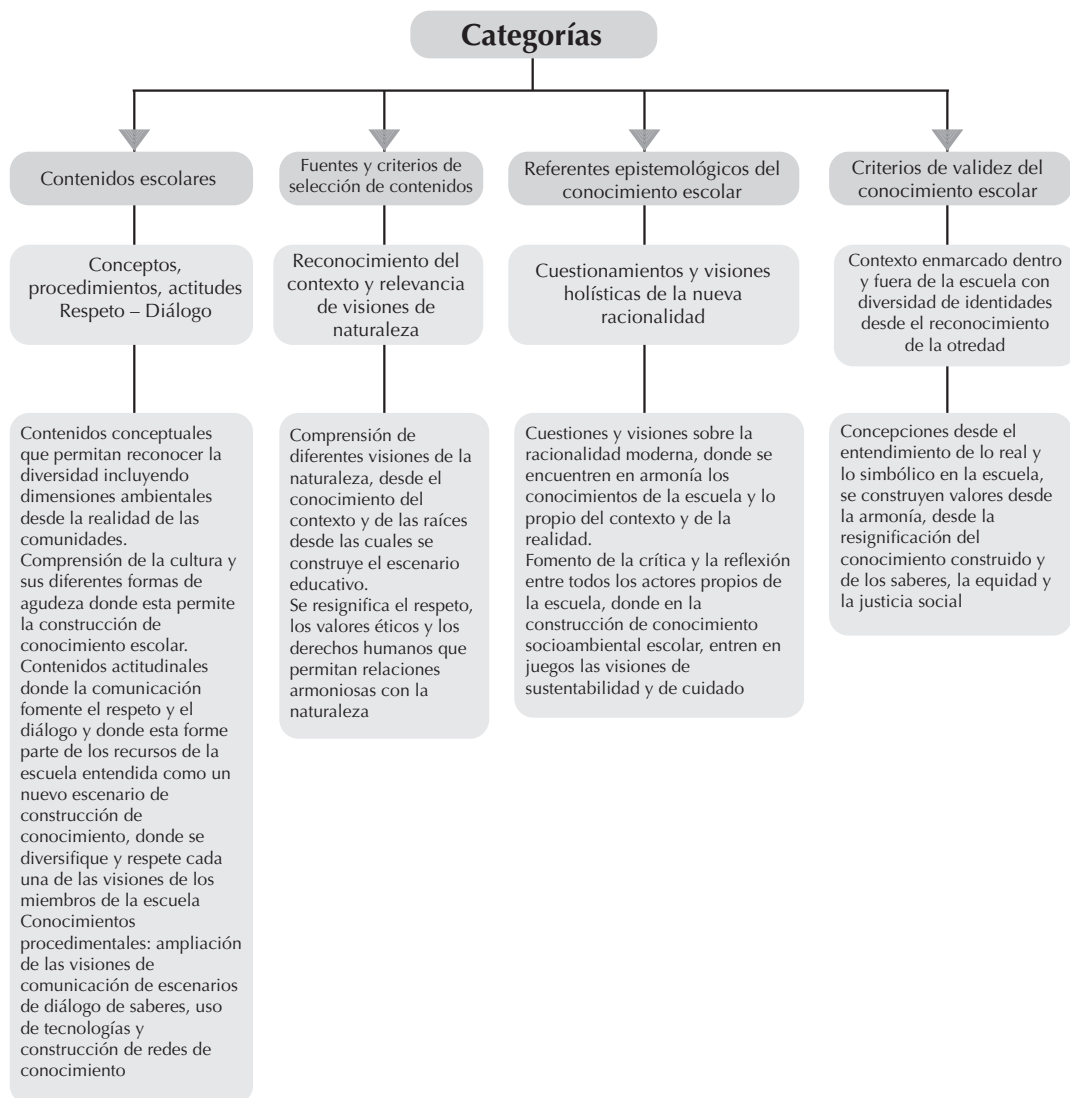 Categorías
Contenidos escolares
Fuentes y criterios de
selección de contenidos
Referentes epistemológicos del
conocimiento escolar
Criterios de validez del
conocimiento escolar
Conceptos,
procedimientos, actitudes
Respeto – Diálogo
Reconocimiento del
contexto y relevancia
de visiones de
naturaleza
Cuestionamientos y visiones
holísticas de la nueva
racionalidad
Contexto enmarcado dentro
y fuera de la escuela con
diversidad de identidades
desde el reconocimiento
de la otredad
Contenidos conceptuales
que permitan reconocer la
diversidad incluyendo
dimensiones ambientales
desde la realidad de las
comunidades.
Comprensión de la cultura y
sus diferentes formas de
agudeza donde esta permite
la construcción de
conocimiento escolar.
Contenidos actitudinales
donde la comunicación
fomente el respeto y el
diálogo y donde esta forme
parte de los recursos de la
escuela entendida como un
nuevo escenario de
construcción de
conocimiento, donde se
diversifique y respete cada
una de las visiones de los
miembros de la escuela
Conocimientos
procedimentales: ampliación
de las visiones de
comunicación de escenarios
de diálogo de saberes, uso
de tecnologías y
construcción de redes de
conocimiento
Comprensión de
diferentes visiones de la
naturaleza, desde el
conocimiento del
contexto y de las raíces
desde las cuales se
construye el escenario
educativo.
Se resignifica el respeto,
los valores éticos y los
derechos humanos que
permitan relaciones
armoniosas con la
naturaleza
Cuestiones y visiones sobre la
racionalidad moderna, donde se
encuentren en armonía los
conocimientos de la escuela y lo
propio del contexto y de la
realidad.
Fomento de la crítica y la reflexión
entre todos los actores propios de
la escuela, donde en la
construcción de conocimiento
socioambiental escolar, entren en
juegos las visiones de
sustentabilidad y de cuidado
Concepciones desde el
entendimiento de lo real y
lo simbólico en la escuela,
se construyen valores desde
la armonía, desde la
resignificación del
conocimiento construido y
de los saberes, la equidad y
la justicia social